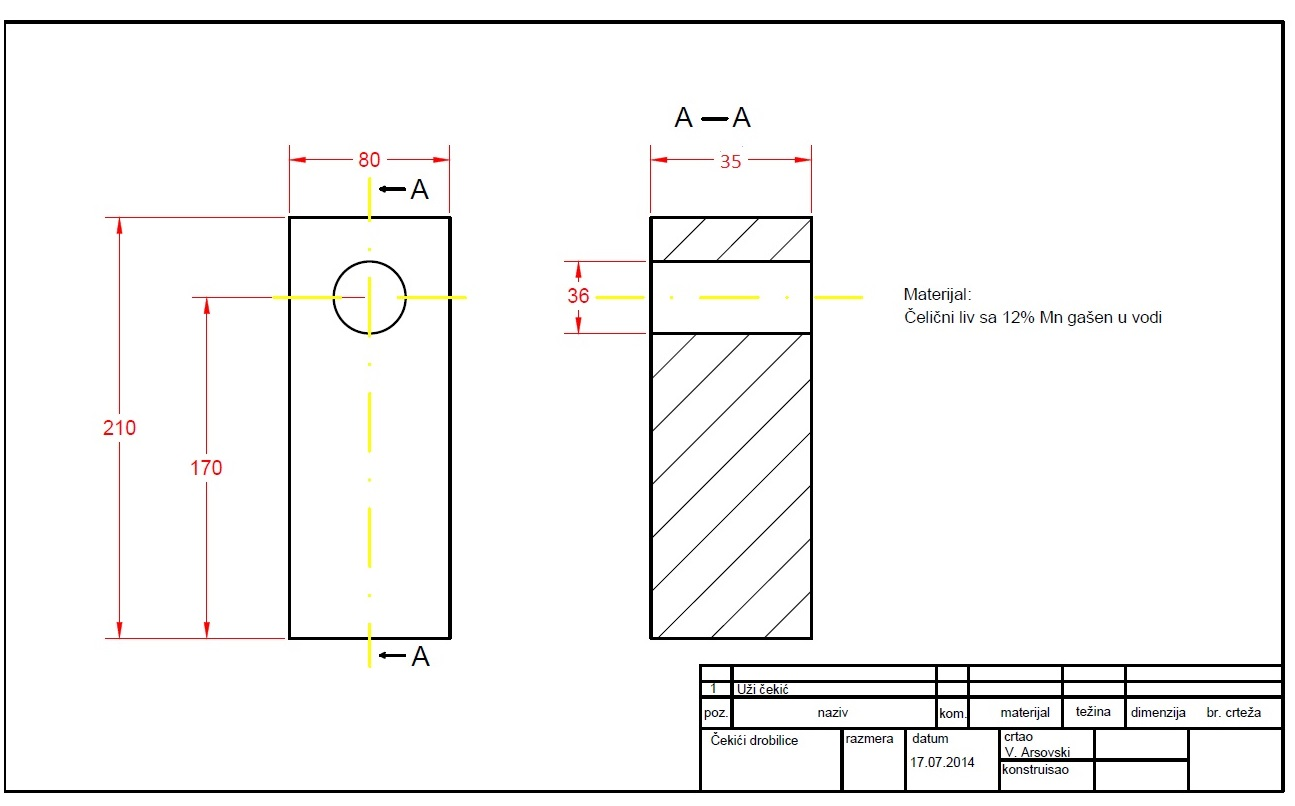 A — A
80
35
A
36
Materijal:
Čelični liv sa 12% Mn gašen u vodi
210
170
A
1 Uži čekić
poz. naziv kom. materijal težina dimenzija br. crteža
Čekići drobilice razmera datum crtao
17.07.2014 V. Arsovski
konstruisao